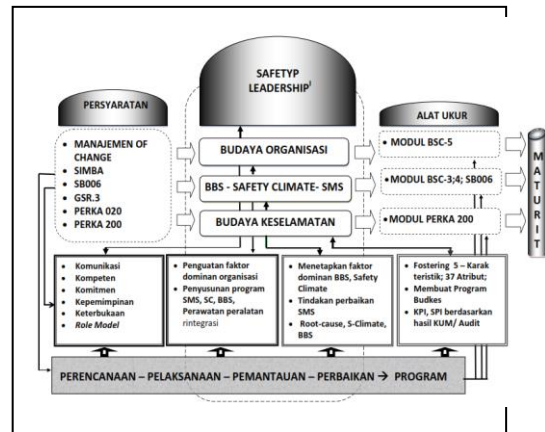 SAFETYP
LEADERSHIP
PERSYARATAN
ALAT UKUR
• MANAJEMEN OF
CHANGE
• SIMBA
• SB006
• GSR.3
• PERKA 020
• PERKA 200
BUDAYA ORGANISASI
BBS - SAFETY CLIMATE- SMS
BUDAYA KESELAMATAN
• MODUL BSC-5
• MODUL BSC-3;4; SB006
• MODUL PERKA 200
MATURIT
• Komunikasi
• Kompeten
• Komitmen
• Kepemimpinan
• Keterbukaan
• Role Model
• Penguatan faktor
dominan organisasi
• Penyusunan program
SMS, SC, BBS,
Perawatan peralatan
rintegrasi
• Menetapkan faktor
dominan BBS, Safety
Climate
• Tindakan perbaikan
SMS
• Root-cause, S-Climate,
BBS
• Fostering 5 – Karak
teristik; 37 Atribut;
• Membuat Program
Budkes
• KPI, SPI berdasarkan
hasil KUM/ Audit
PERENCANAAN – PELAKSANAAN – PEMANTAUAN – PERBAIKAN → PROGRAM